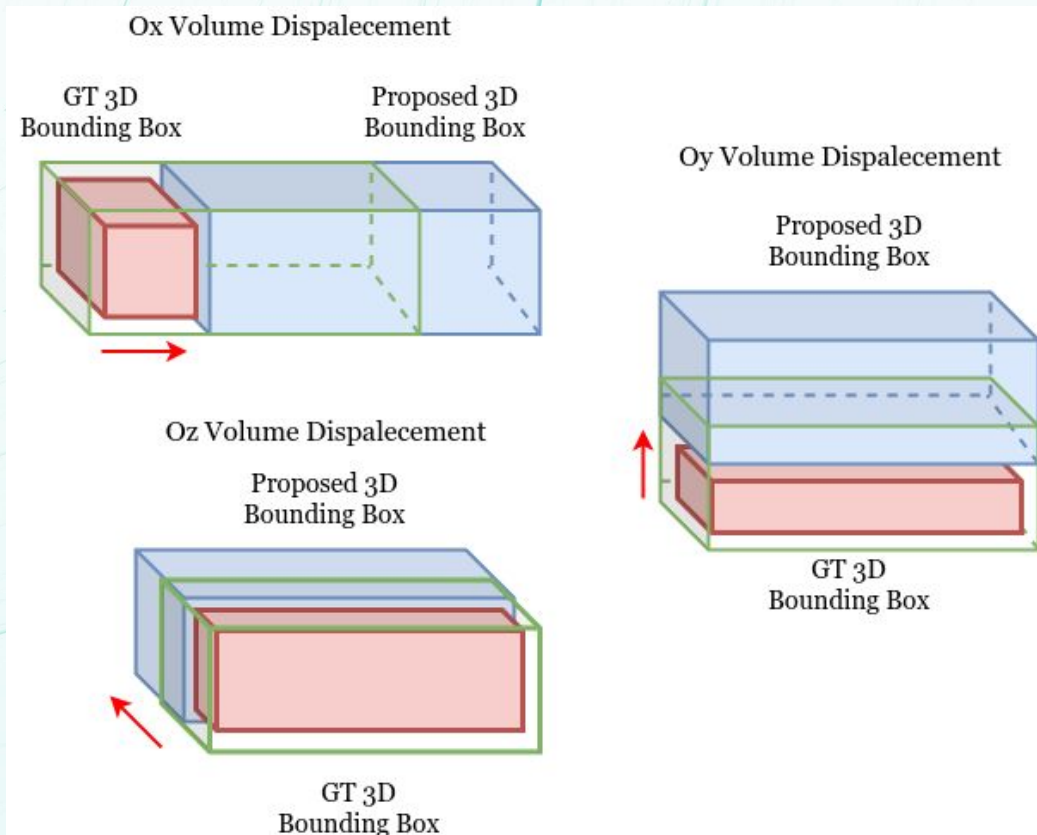 Ox Volume Dispalecement
GT 3D
Bounding Box
Proposed 3D
Bounding Box
Oy Volume Dispalecement
Proposed 3D
Bounding Box
GT 3D
Bounding Box
Oz Volume Dispalecement
Proposed 3D
Bounding Box
GT 3D
Bounding Box